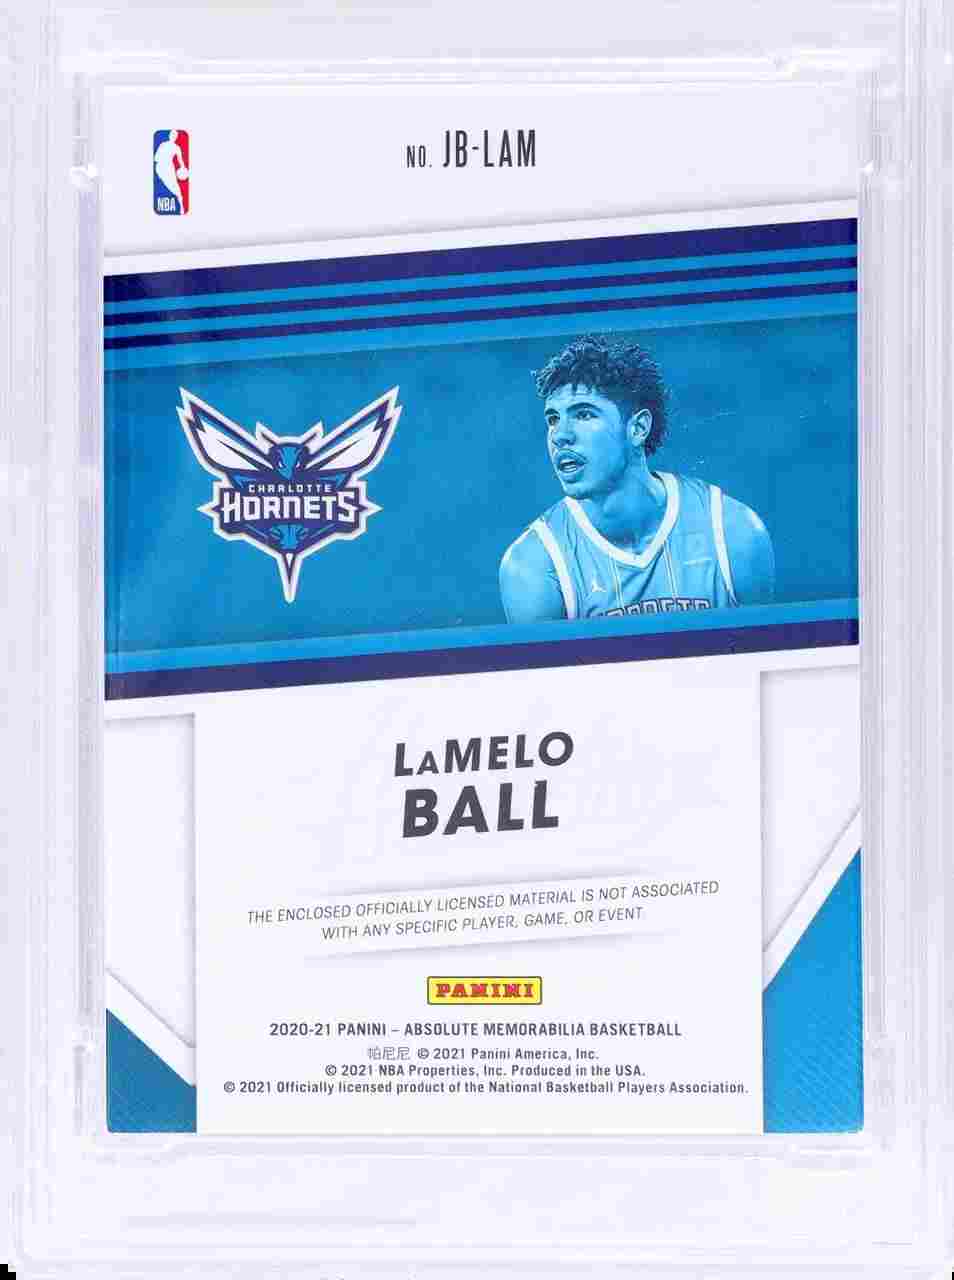 NO. JB-LAM
NBA
CHARLOTTE
HORNETS
LaMELO
BALL
THE ENCLOSED OFFICIALLY LICENSED MATERIAL IS NOT ASSOCIATED
WITH ANY SPECIFIC PLAYER, GAME, OR EVENT.
PANINI
2020-21 PANINI – ABSOLUTE MEMORABILIA BASKETBALL
帕尼尼 © 2021 Panini America, Inc.
© 2021 NBA Properties, Inc. Produced in the USA.
© 2021 Officially licensed product of the National Basketball Players Association.